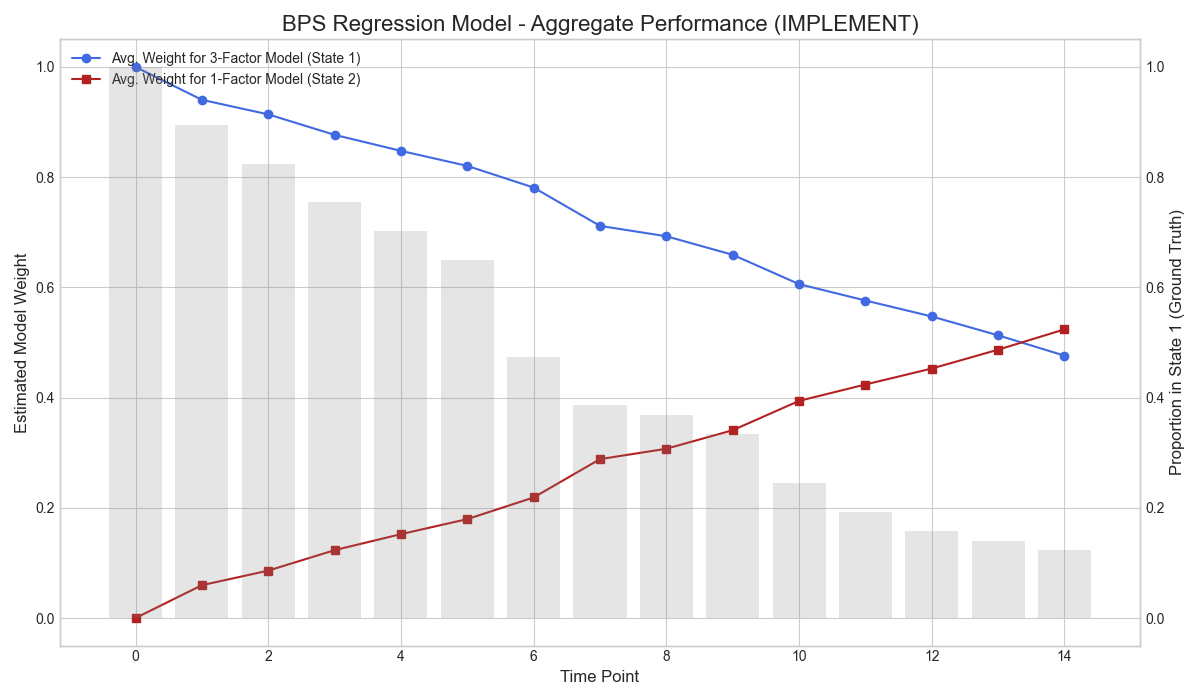 BPS Regression Model - Aggregate Performance (IMPLEMENT)
Avg. Weight for 3-Factor Model (State 1)
Avg. Weight for 1-Factor Model (State 2)
Estimated Model Weight
1.0
0.8
0.6
0.4
0.2
0.0
1.0
0.8
0.6
0.4
0.2
0.0
Proportion in State 1 (Ground Truth)
0 2 4 6 8 10 12 14
Time Point